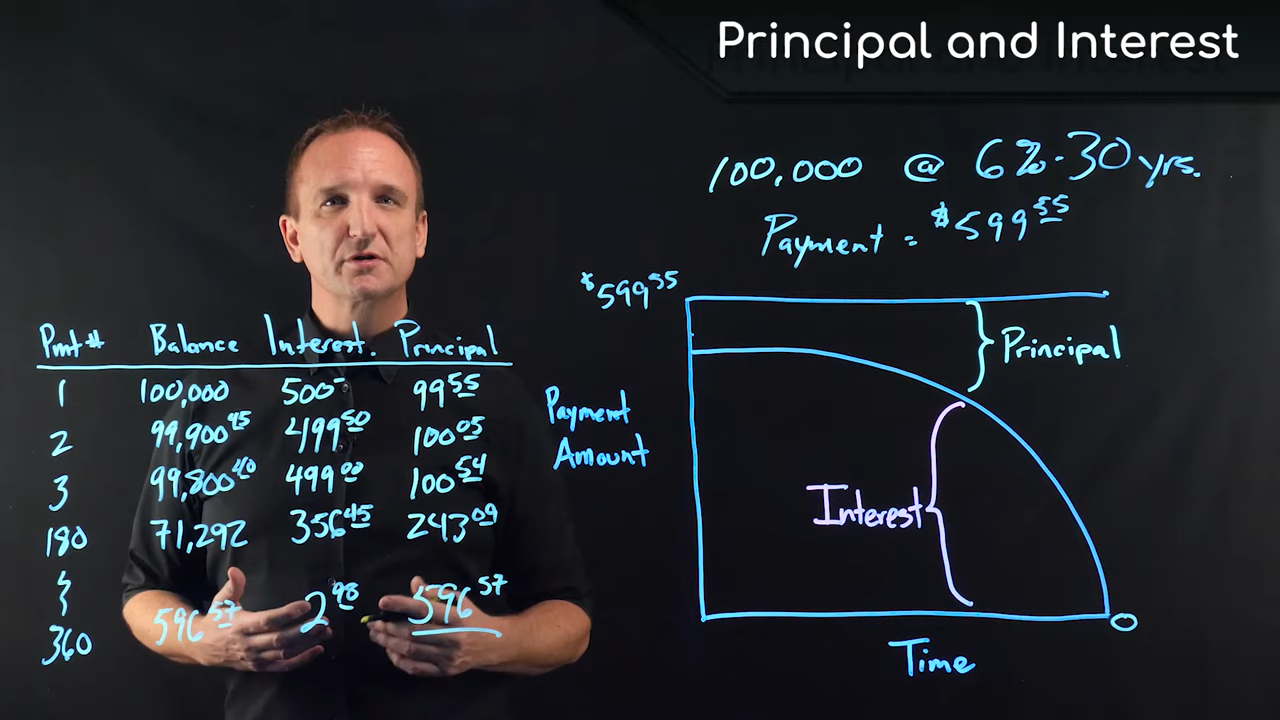 Principal and Interest
100,000 @ 6% - 30 yrs.
Payment = $599.55
Pmt # Balance Interest. Principal
1 100,000 500- 99.55
2 99,900.45 499.50 100.05
3 99,800.40 499.00 100.54
180 71,292 356.45 243.09
360 596.57 2.98 596.57
$599.55
Payment
Amount
Principal
Interest
Time
0